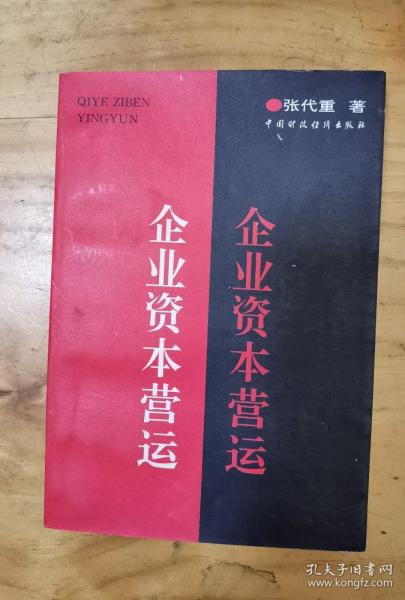 QIYE ZIBEN
YINGYUN
张代重 著
中国财政经济出版社
企业资本营运
企业资本营运
孔夫子旧书网
www.kongfz.com